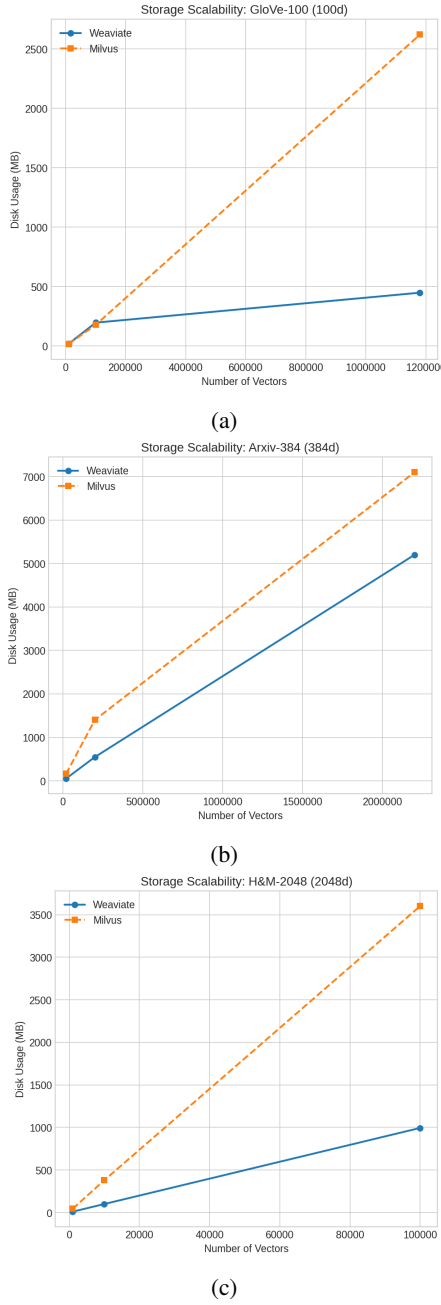 Storage Scalability: GloVe-100 (100d)
Weaviate
Milvus
2500
2000
1500
1000
500
0
Disk Usage (MB)
0 200000 400000 600000 800000 1000000 1200000
Number of Vectors
(a)
Storage Scalability: Arxiv-384 (384d)
Weaviate
Milvus
7000
6000
5000
4000
3000
2000
1000
0
Disk Usage (MB)
0 500000 1000000 1500000 2000000
Number of Vectors
(b)
Storage Scalability: H&M-2048 (2048d)
Weaviate
Milvus
3500
3000
2500
2000
1500
1000
500
0
Disk Usage (MB)
0 20000 40000 60000 80000 100000
Number of Vectors
(c)